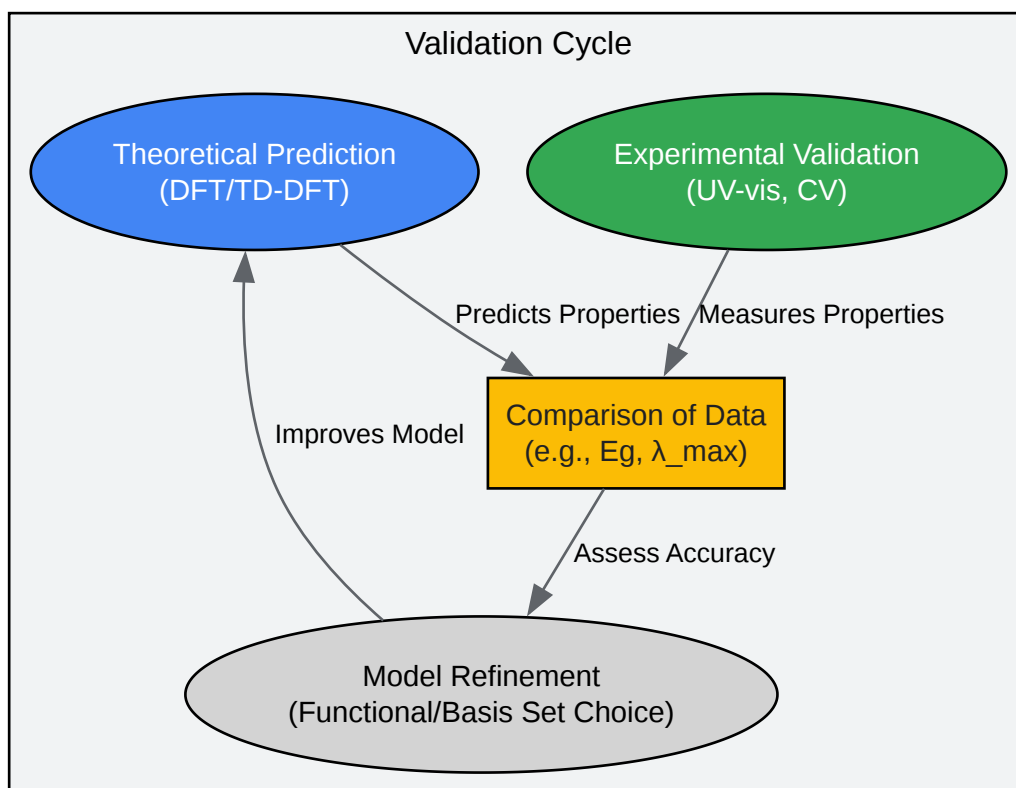 Validation Cycle
Theoretical Prediction
(DFT/TD-DFT)
Experimental Validation
(UV-vis, CV)
Predicts Properties
Measures Properties
Comparison of Data
(e.g., Eg, λ_max)
Improves Model
Assess Accuracy
Model Refinement
(Functional/Basis Set Choice)